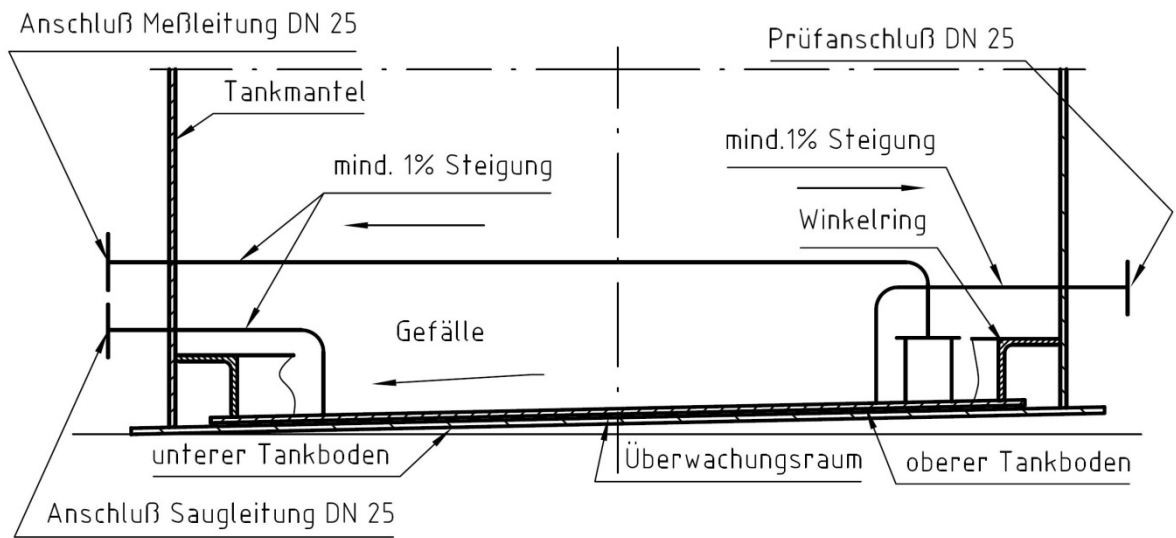 Anschluß Meßleitung DN 25
Prüfanschluß DN 25
Tankmantel
mind. 1% Steigung
mind.1% Steigung
Winkelring
Gefälle
unterer Tankboden
Überwachungsraum
oberer Tankboden
Anschluß Saugleitung DN 25